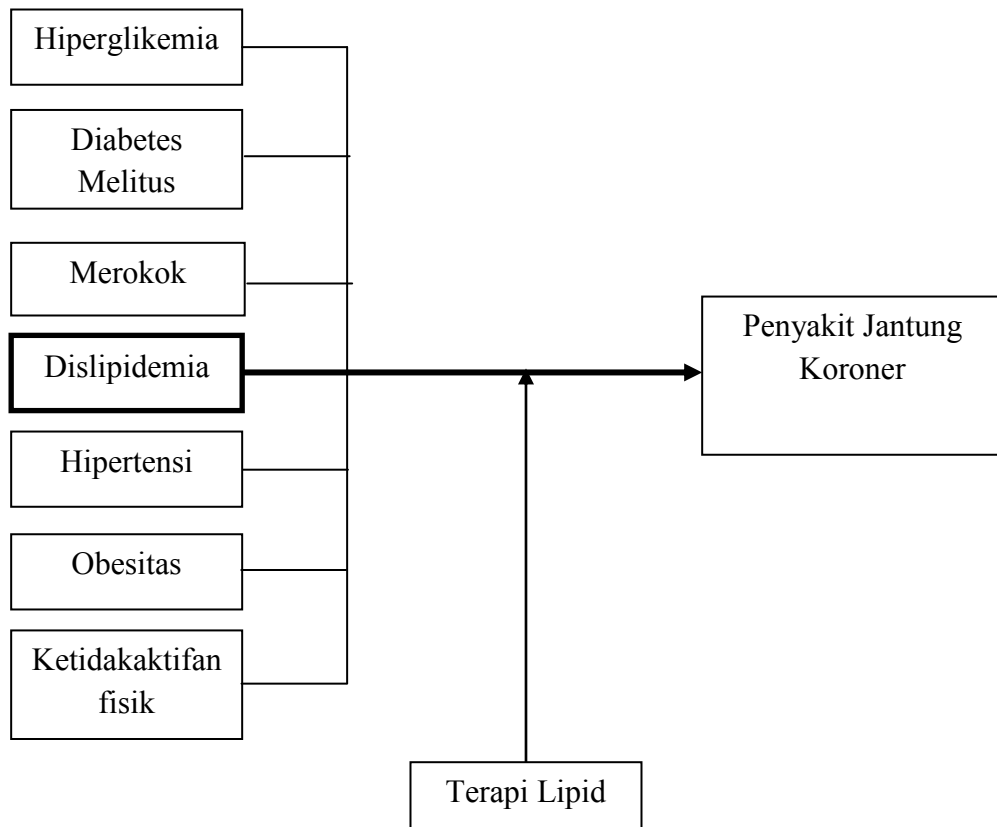 Hiperglikemia
Diabetes
Melitus
Merokok
Dislipidemia
Hipertensi
Obesitas
Ketidakaktifan
fisik
Penyakit Jantung
Koroner
Terapi Lipid